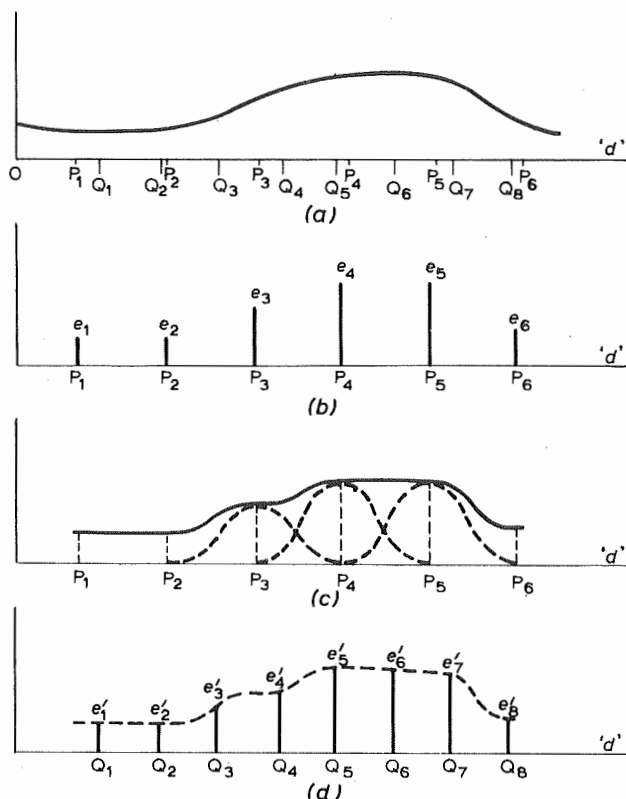 'd'
O P₁ Q₁ Q₂ P₂ Q₃ P₃ Q₄ Q₅ P₄ Q₆ P₅ Q₇ Q₈ P₆
(a)
e₁ e₂ e₃ e₄ e₅ e₆
'd'
P₁ P₂ P₃ P₄ P₅ P₆
(b)
'd'
P₁ P₂ P₃ P₄ P₅ P₆
(c)
e′₁ e′₂ e′₃ e′₄ e′₅ e′₆ e′₇ e′₈
'd'
Q₁ Q₂ Q₃ Q₄ Q₅ Q₆ Q₇ Q₈
(d)